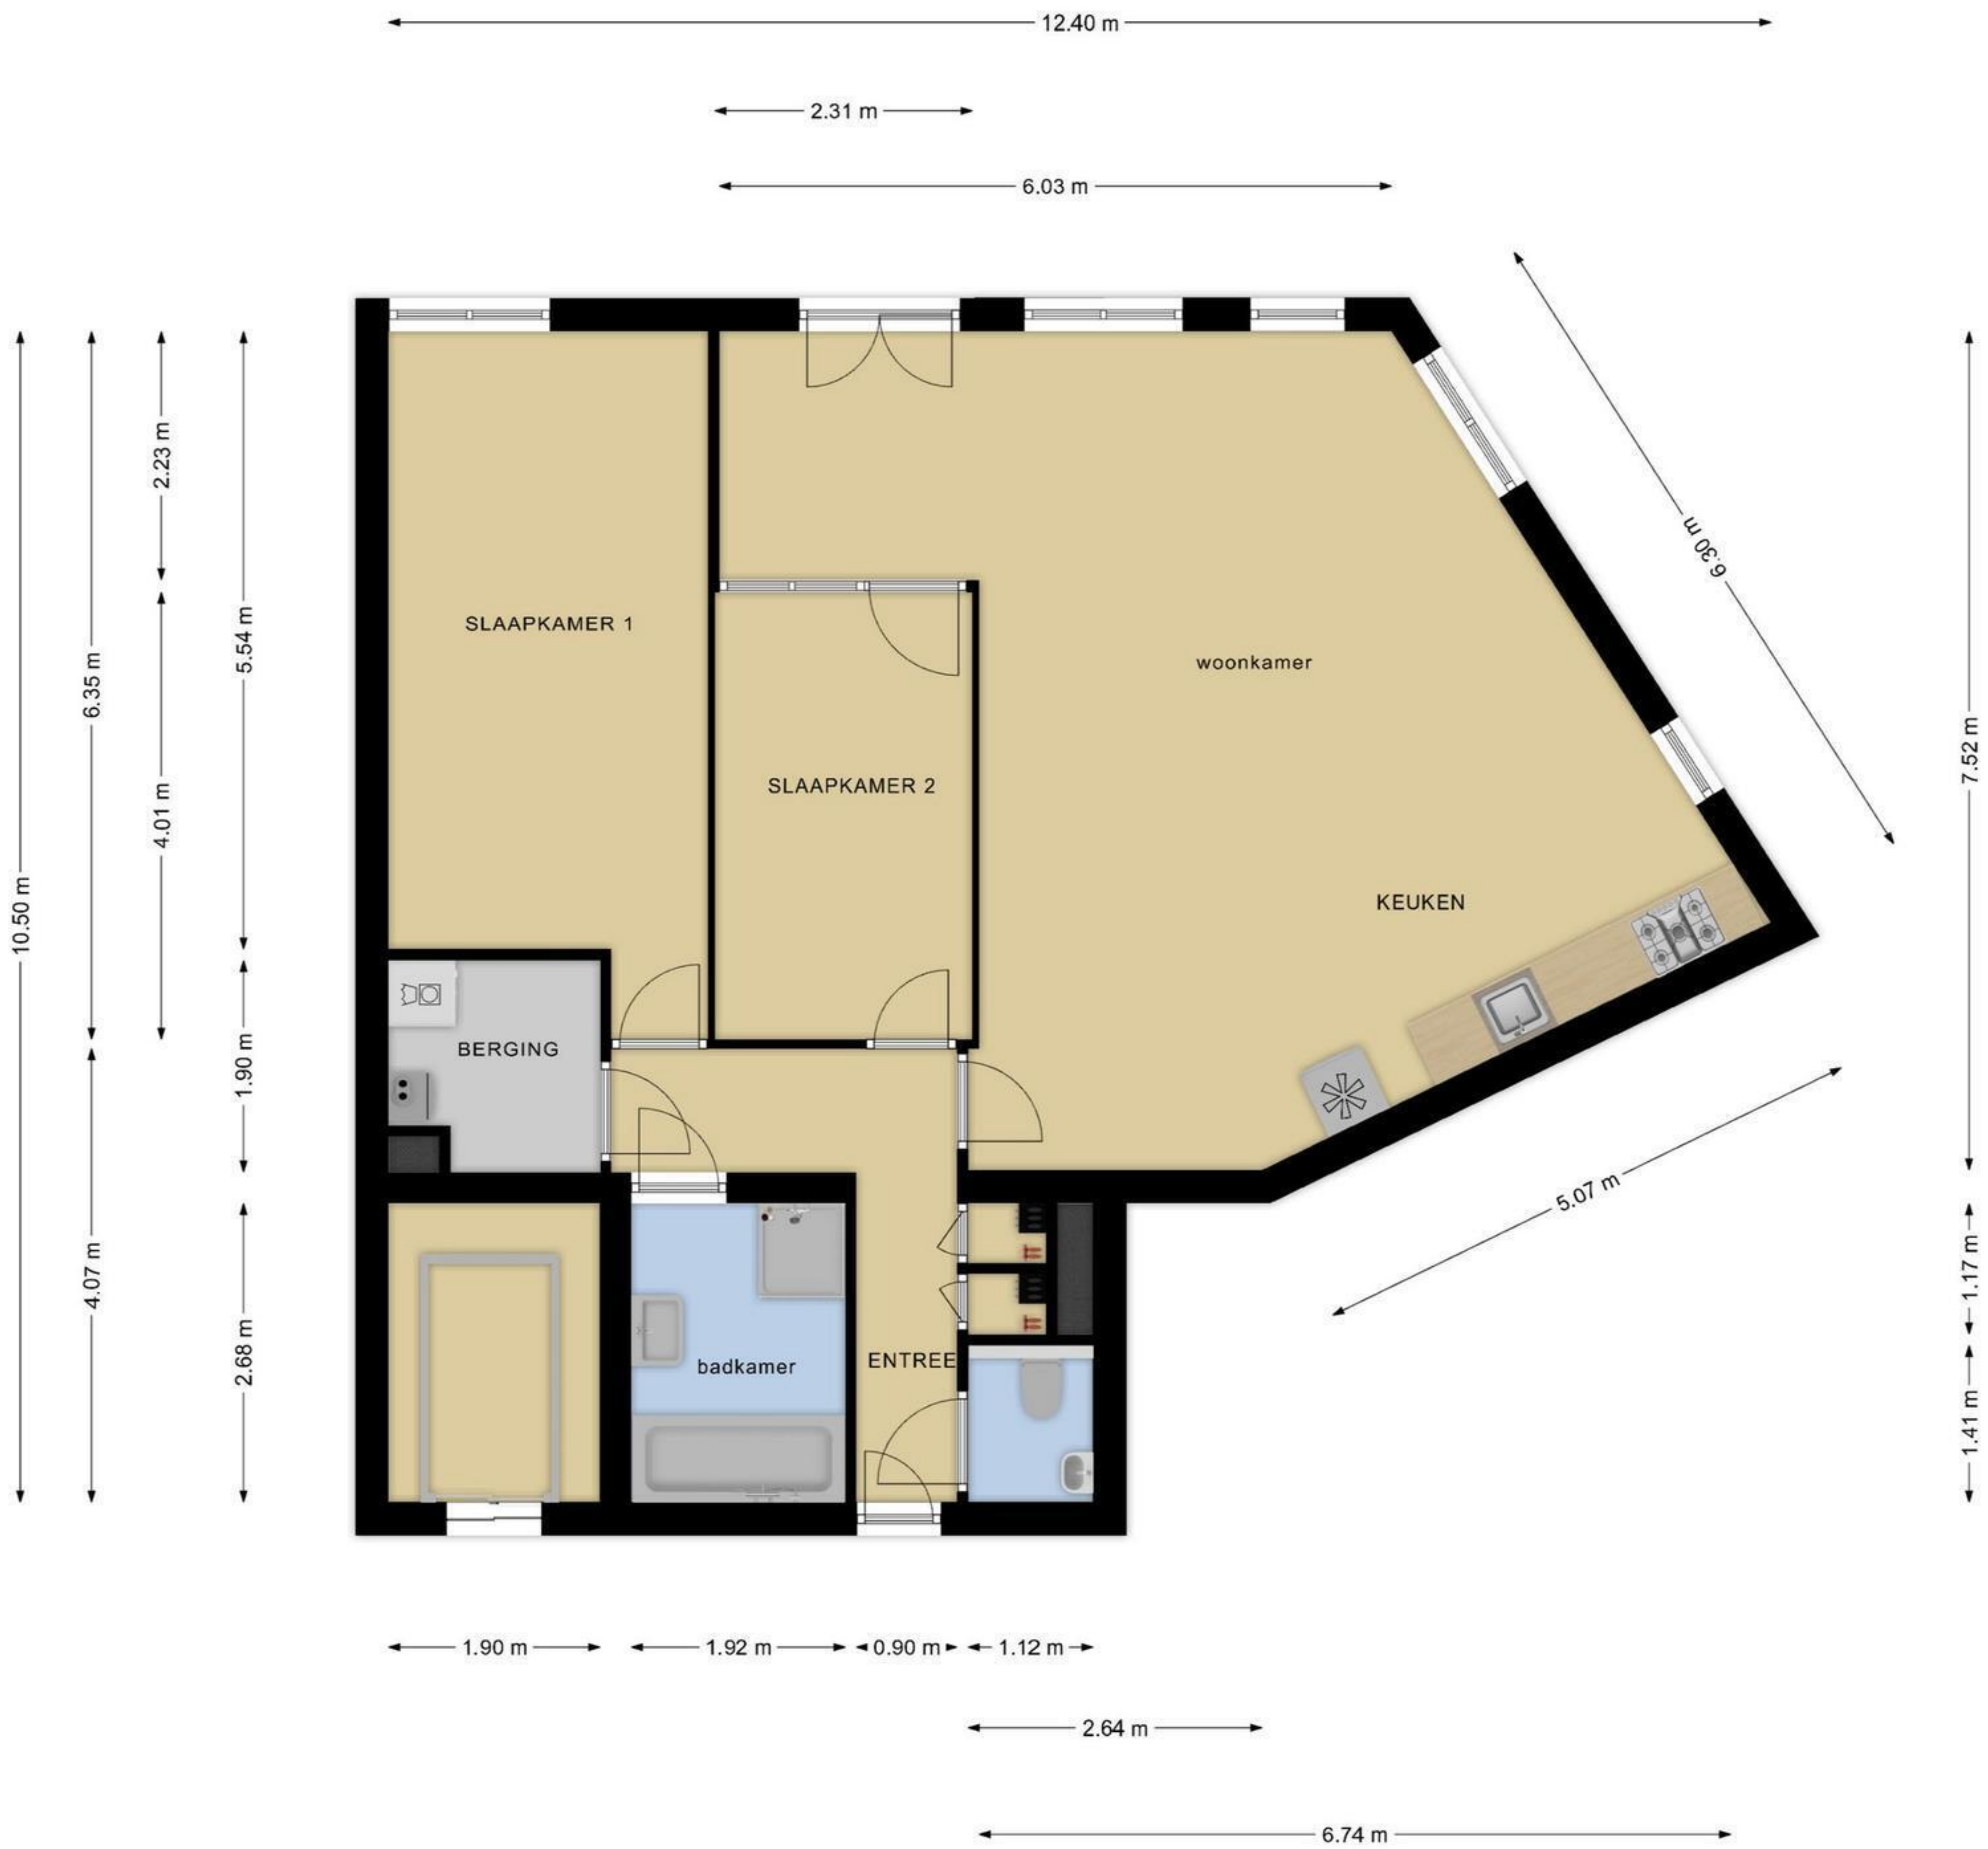 12.40 m
2.31 m
6.03 m
2.23 m
6.30 m
5.54 m
SLAAPKAMER 1
6.35 m
woonkamer
7.52 m
4.01 m
SLAAPKAMER 2
10.50 m
KEUKEN
BERGING
1.90 m
5.07 m
4.07 m
1.17 m
2.68 m
badkamer
ENTREE
1.41 m
1.90 m
1.92 m
0.90 m
1.12 m
2.64 m
6.74 m